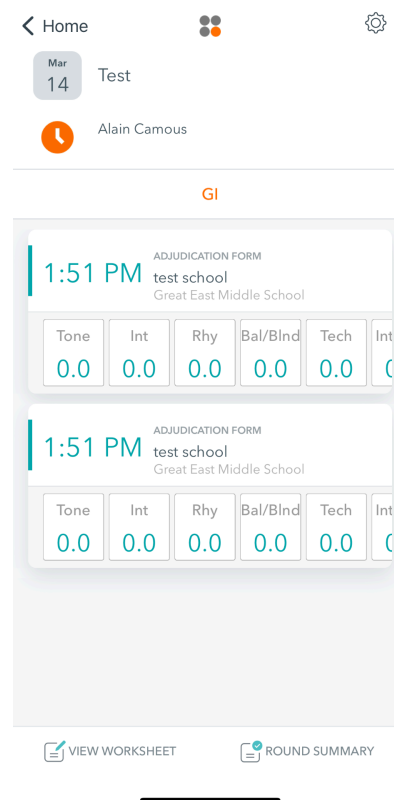 Home
Mar
14
Test
Alain Camous
GI
1:51 PM
ADJUDICATION FORM
test school
Great East Middle School
Tone Int Rhy Bal/Blnd Tech Int
0.0 0.0 0.0 0.0 0.0
1:51 PM
ADJUDICATION FORM
test school
Great East Middle School
Tone Int Rhy Bal/Blnd Tech Int
0.0 0.0 0.0 0.0 0.0
VIEW WORKSHEET
ROUND SUMMARY